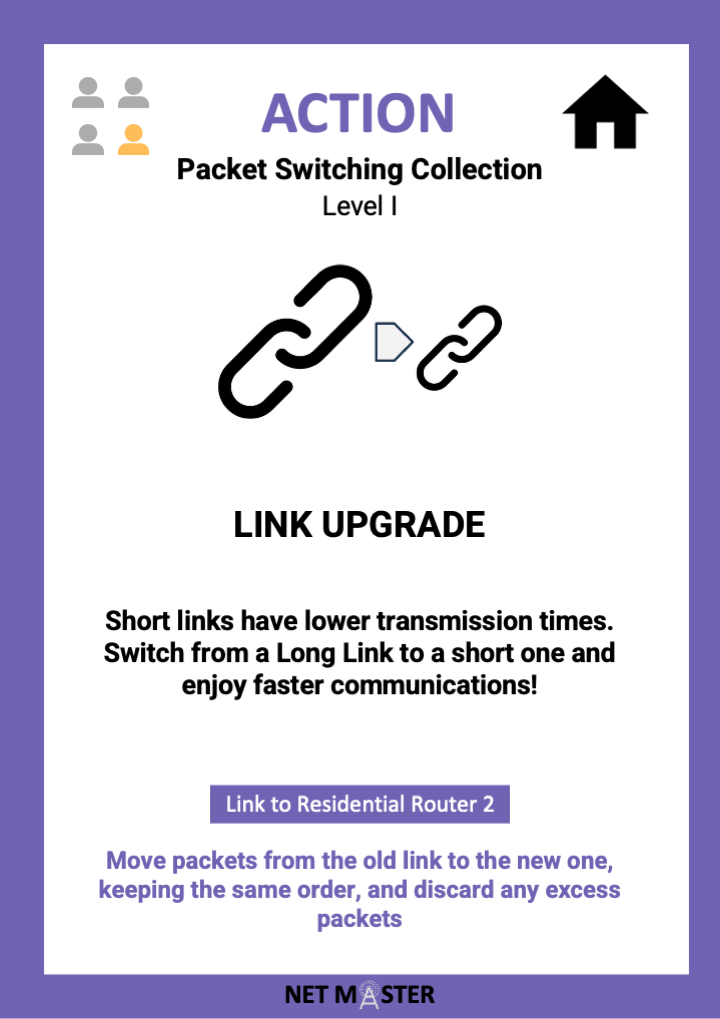 ACTION
Packet Switching Collection
Level I
LINK UPGRADE
Short links have lower transmission times.
Switch from a Long Link to a short one and
enjoy faster communications!
Link to Residential Router 2
Move packets from the old link to the new one,
keeping the same order, and discard any excess
packets
NET MASTER